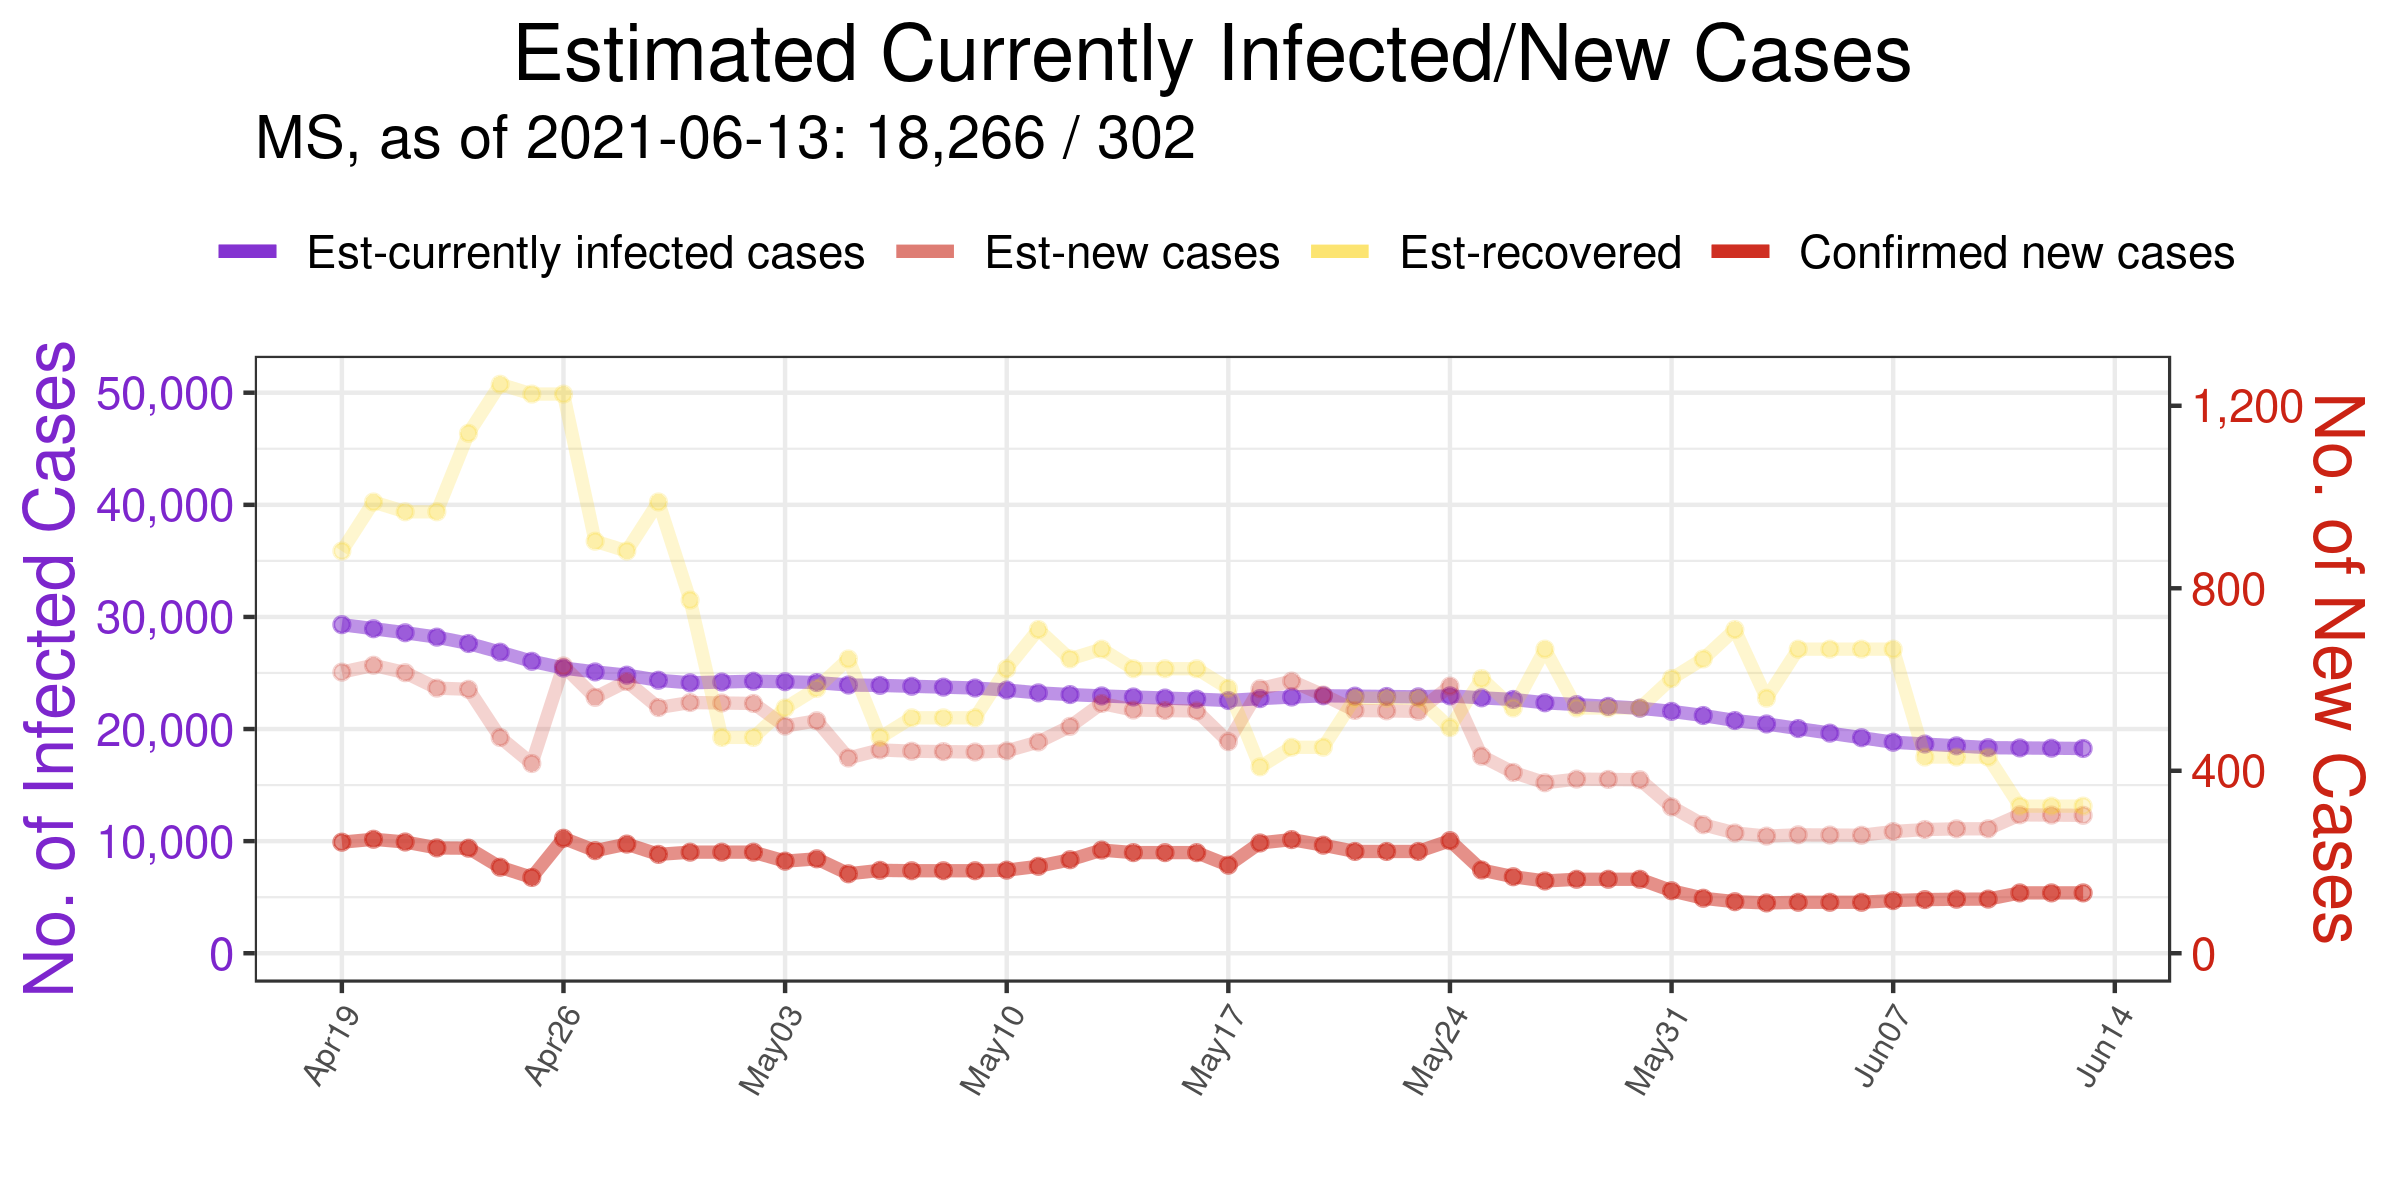 Estimated Currently Infected/New Cases
MS, as of 2021-06-13: 18,266 / 302
Est-currently infected cases Est-new cases Est-recovered Confirmed new cases
No. of Infected Cases
50,000
40,000
30,000
20,000
10,000
0
1,200
800
400
0
No. of New Cases
Apr19 Apr26 May03 May10 May17 May24 May31 Jun07 Jun14